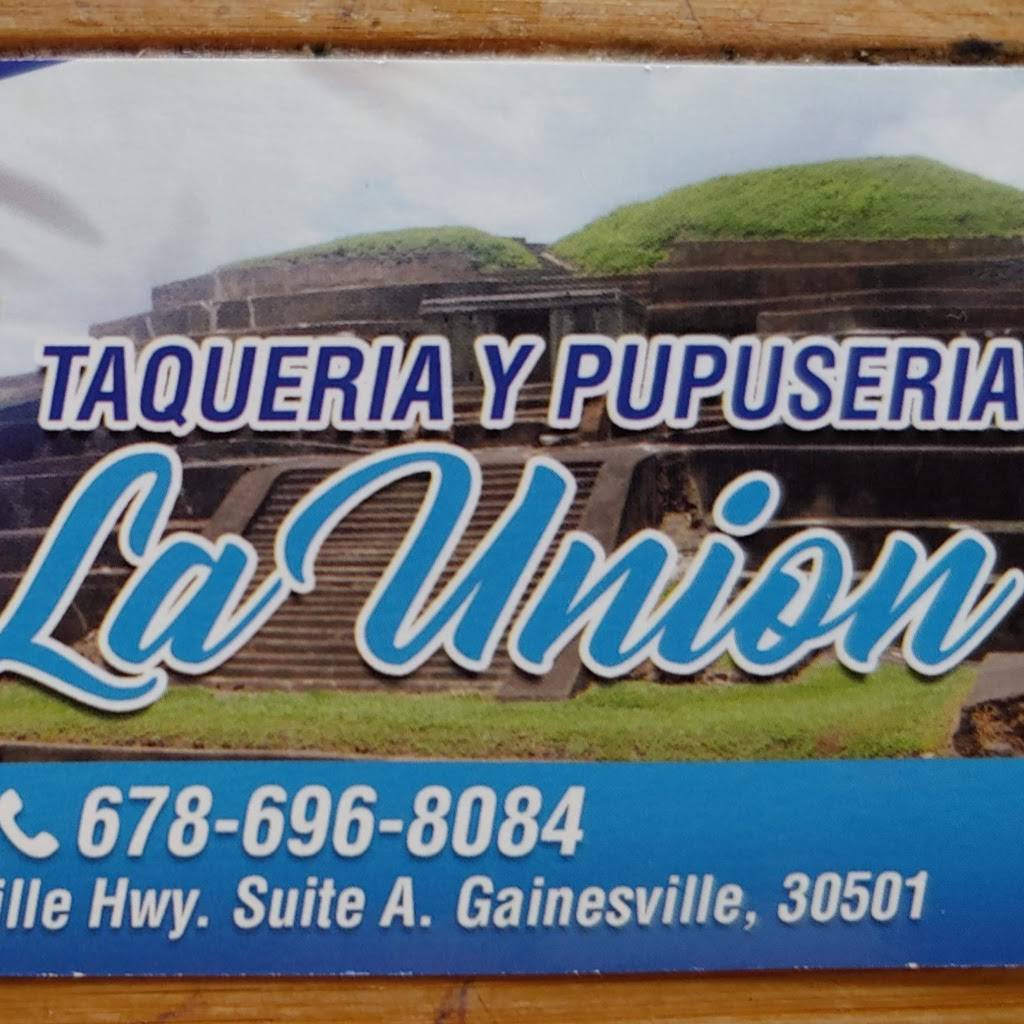 TAQUERIA Y PUPUSERIA
La Union
678-696-8084
Hwy. Suite A. Gainesville, 30501